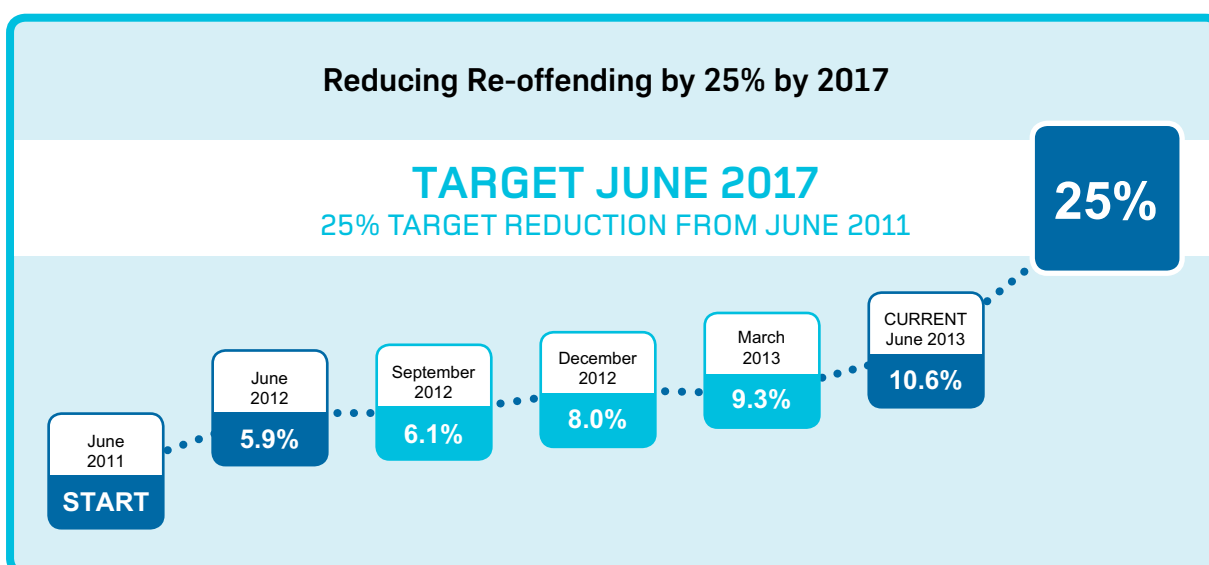 Reducing Re-offending by 25% by 2017
TARGET JUNE 2017
25% TARGET REDUCTION FROM JUNE 2011
25%
June
2011
START
June
2012
5.9%
September
2012
6.1%
December
2012
8.0%
March
2013
9.3%
CURRENT
June 2013
10.6%